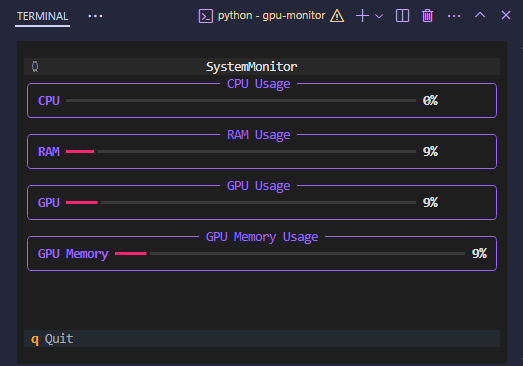 TERMINAL
python - gpu-monitor
SystemMonitor
CPU Usage
CPU 0%
RAM Usage
RAM 9%
GPU Usage
GPU 9%
GPU Memory Usage
GPU Memory 9%
q Quit